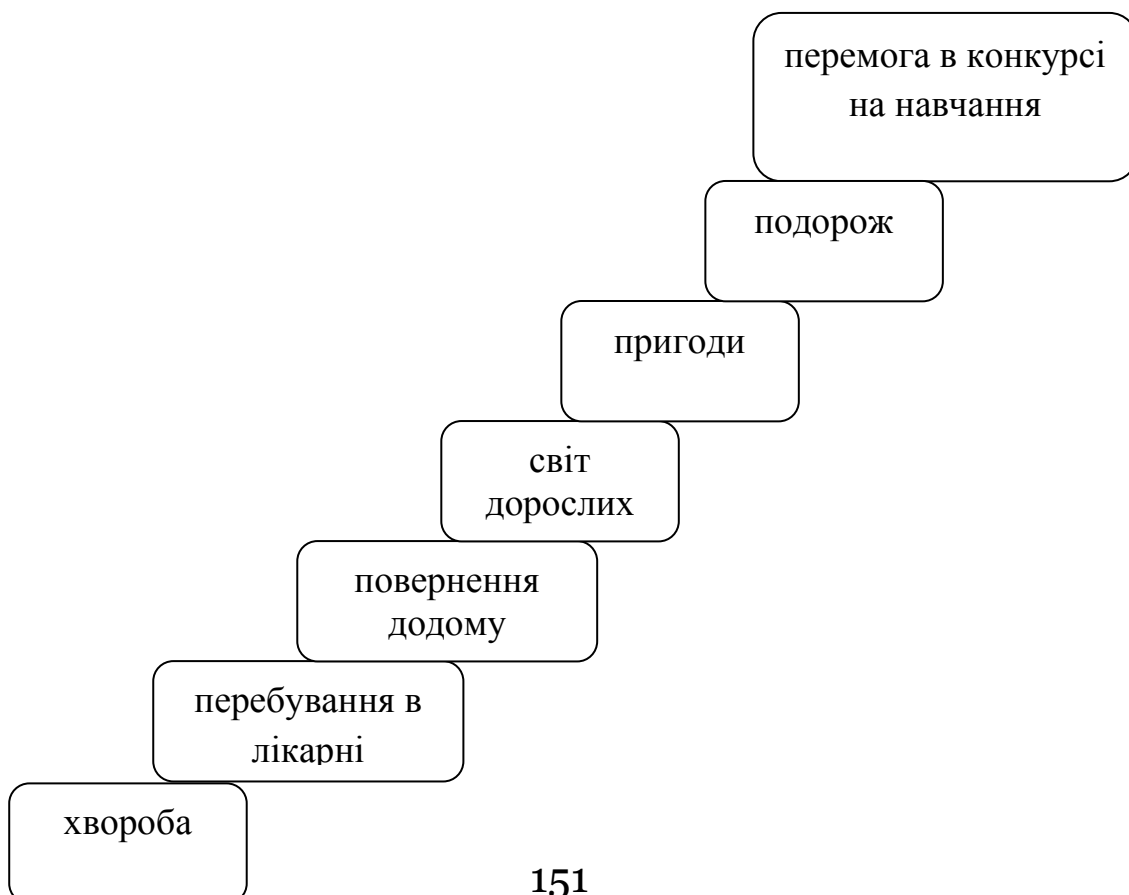 перемога в конкурсі
на навчання
подорож
пригоди
світ
дорослих
повернення
додому
перебування в
лікарні
хвороба
151